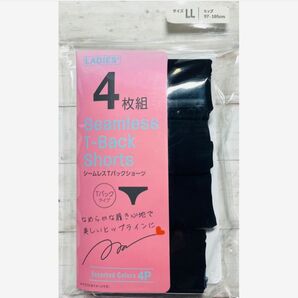 サイズ LL
ヒップ
97-105cm
LADIES'
4枚組
Seamless
T-Back
Shorts
シームレスTバックショーツ
Tバック
タイプ
なめらかな履き心地で
美しいヒップラインに
Assorted Colors 4P